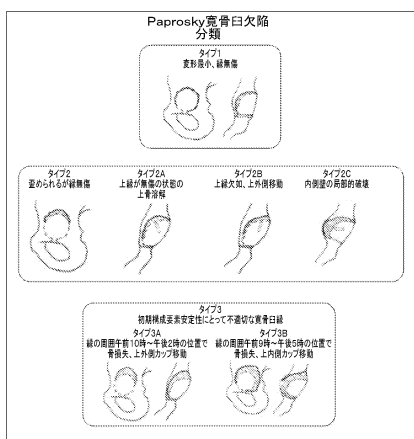 Paprosky寛骨臼欠陥
分類
タイプ1
変形最小、縁無傷
タイプ2
歪められるが縁無傷
タイプ2A
上縁が無傷の状態の
上骨溶解
タイプ2B
上縁欠如、上外側移動
タイプ2C
内側壁の局部的破壊
タイプ3
初期構成要素安定性にとって不適切な寛骨臼縁
タイプ3A
縁の周囲午前10時～午後2時の位置で
骨損失、上外側カップ移動
タイプ3B
縁の周囲午前9時～午後5時の位置で
骨損失、上内側カップ移動